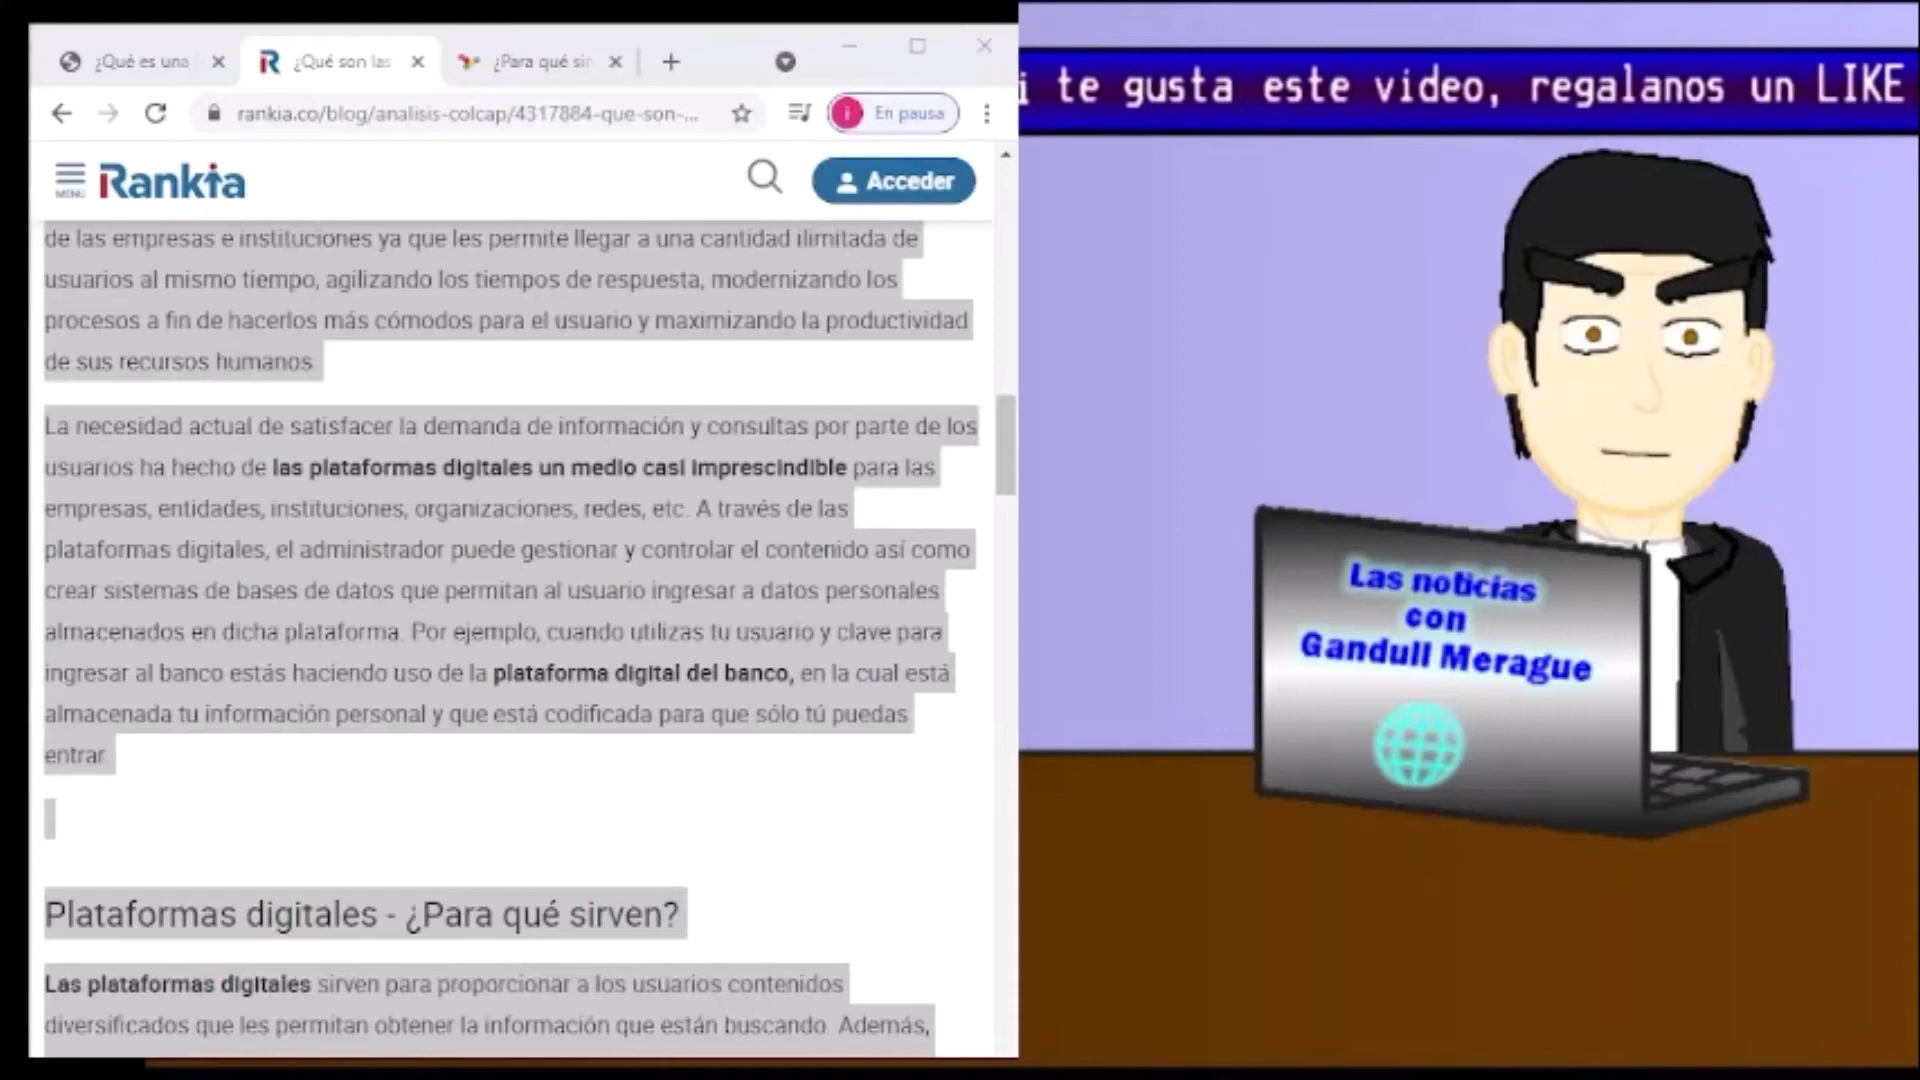 ¿Qué es una
¿Qué son las
¿Para qué sir
rankia.co/blog/analisis-colcap/4317884-que-son-...
i
En pausa
MENU
Rankia
Acceder
de las empresas e instituciones ya que les permite llegar a una cantidad ilimitada de
usuarios al mismo tiempo, agilizando los tiempos de respuesta, modernizando los
procesos a fin de hacerlos más cómodos para el usuario y maximizando la productividad
de sus recursos humanos
La necesidad actual de satisfacer la demanda de información y consultas por parte de los
usuarios ha hecho de las plataformas digitales un medio casi imprescindible para las
empresas, entidades, instituciones, organizaciones, redes, etc. A través de las
plataformas digitales, el administrador puede gestionar y controlar el contenido así como
crear sistemas de bases de datos que permitan al usuario ingresar a datos personales
almacenados en dicha plataforma. Por ejemplo, cuando utilizas tu usuario y clave para
ingresar al banco estás haciendo uso de la plataforma digital del banco, en la cual está
almacenada tu información personal y que está codificada para que sólo tú puedas
entrar
Plataformas digitales - ¿Para qué sirven?
Las plataformas digitales sirven para proporcionar a los usuarios contenidos
diversificados que les permitan obtener la información que están buscando. Además,
i te gusta este video, regalanos un LIKE
Las noticias
con
Gandull Merague